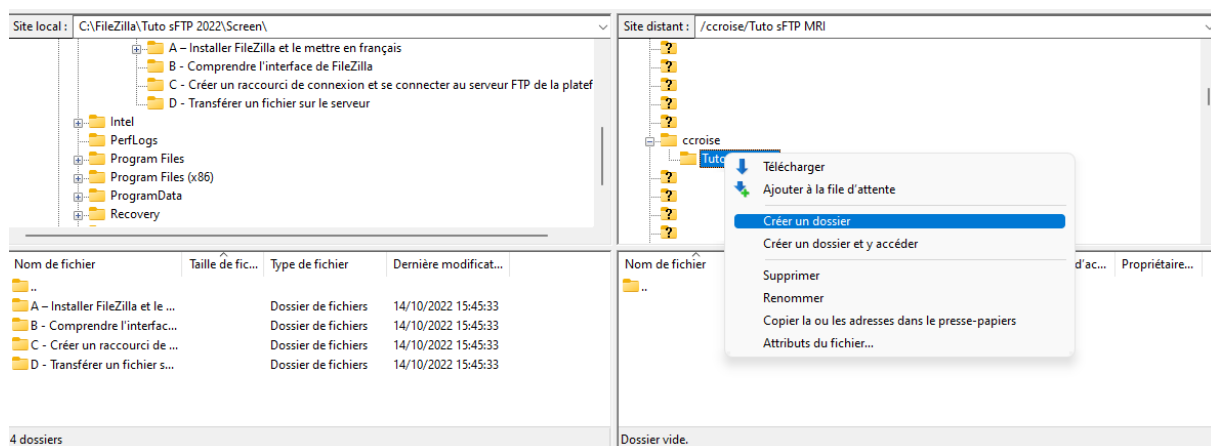 Site local : C:\FileZilla\Tuto sFTP 2022\Screen\
A – Installer FileZilla et le mettre en français
B - Comprendre l'interface de FileZilla
C - Créer un raccourci de connexion et se connecter au serveur FTP de la platef
D - Transférer un fichier sur le serveur
Intel
PerfLogs
Program Files
Program Files (x86)
ProgramData
Recovery
Nom de fichier Taille de fic... Type de fichier Dernière modificat...
..
A – Installer FileZilla et le ... Dossier de fichiers 14/10/2022 15:45:33
B - Comprendre l'interfac... Dossier de fichiers 14/10/2022 15:45:33
C - Créer un raccourci de ... Dossier de fichiers 14/10/2022 15:45:33
D - Transférer un fichier s... Dossier de fichiers 14/10/2022 15:45:33
4 dossiers
Site distant : /ccroise/Tuto sFTP MRI
?
?
?
?
?
ccroise
Tuto
?
?
?
?
Télécharger
Ajouter à la file d'attente
Créer un dossier
Créer un dossier et y accéder
Supprimer
Renommer
Copier la ou les adresses dans le presse-papiers
Attributs du fichier...
Nom de fichier d'ac... Propriétaire...
..
Dossier vide.